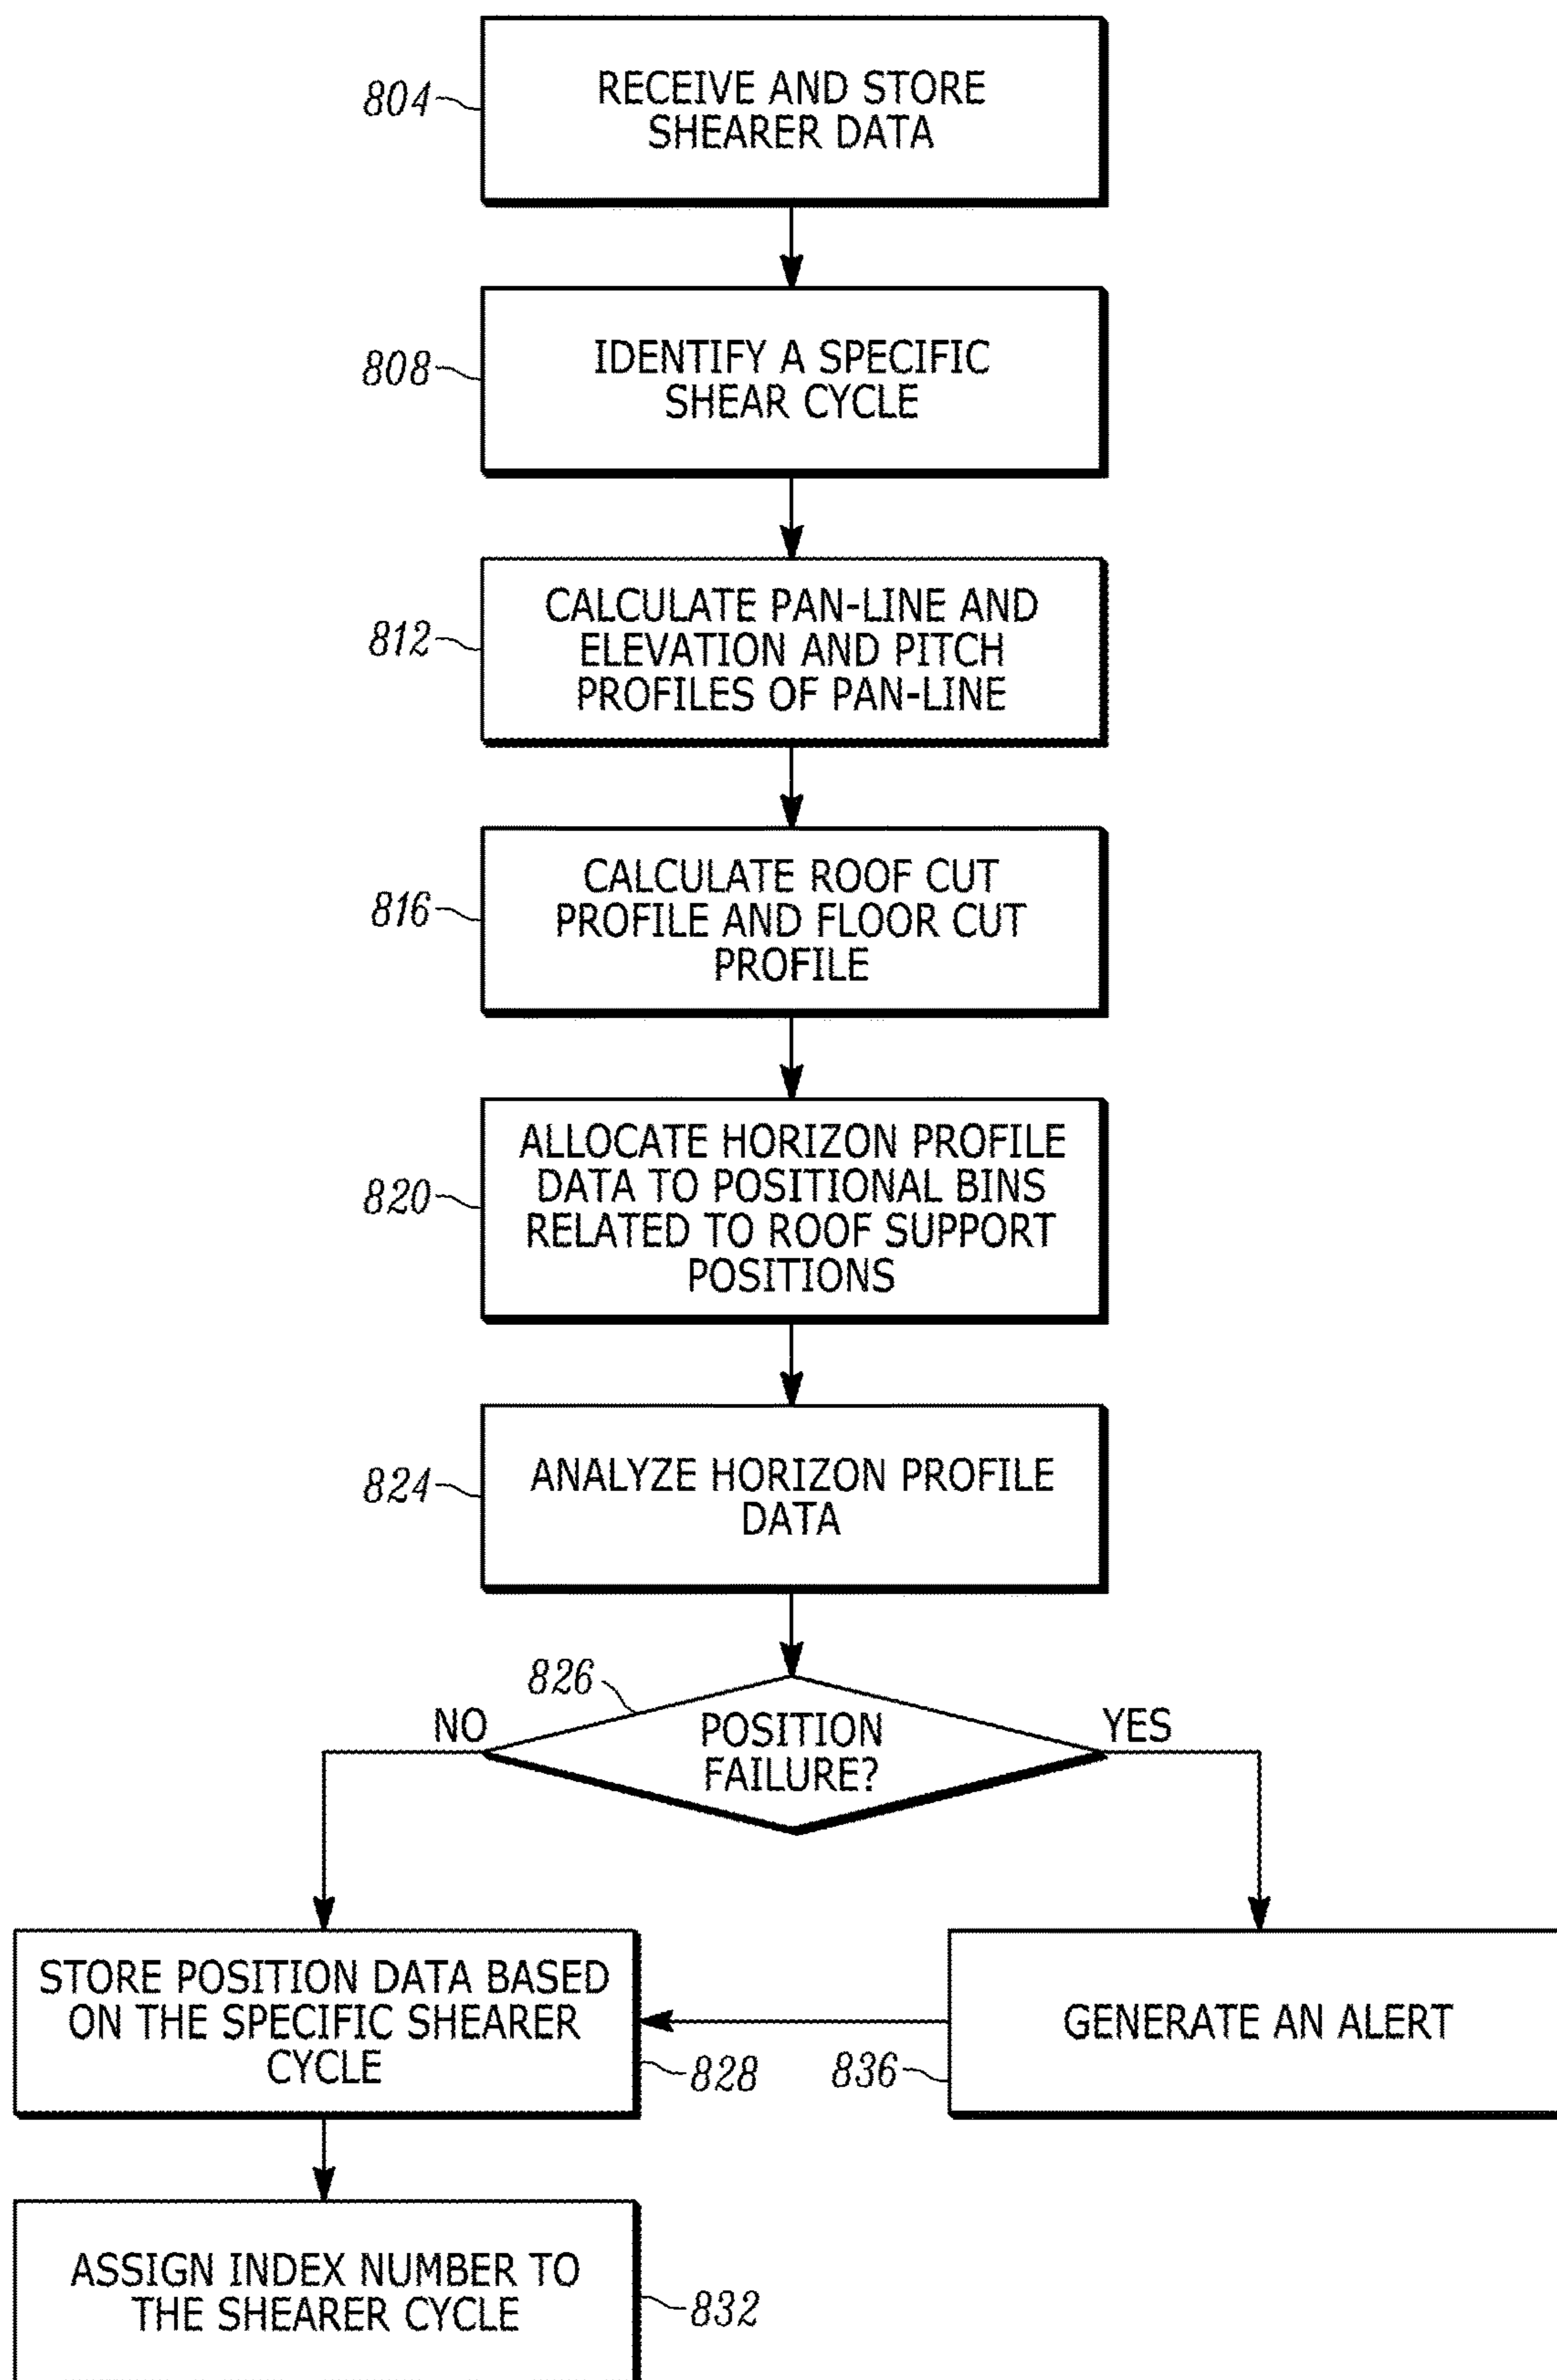 804
RECEIVE AND STORE
SHEARER DATA
808
IDENTIFY A SPECIFIC
SHEAR CYCLE
812
CALCULATE PAN-LINE AND
ELEVATION AND PITCH
PROFILES OF PAN-LINE
816
CALCULATE ROOF CUT
PROFILE AND FLOOR CUT
PROFILE
820
ALLOCATE HORIZON PROFILE
DATA TO POSITIONAL BINS
RELATED TO ROOF SUPPORT
POSITIONS
824
ANALYZE HORIZON PROFILE
DATA
826
NO
POSITION
FAILURE?
YES
STORE POSITION DATA BASED
ON THE SPECIFIC SHEARER
CYCLE
828
836
GENERATE AN ALERT
ASSIGN INDEX NUMBER TO
THE SHEARER CYCLE
832